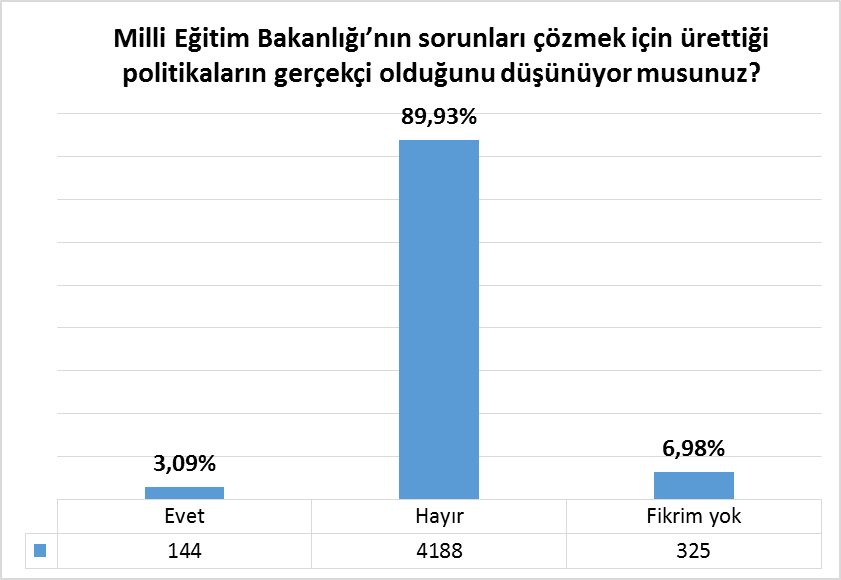 Milli Eğitim Bakanlığı’nın sorunları çözmek için ürettiği
politikaların gerçekçi olduğunu düşünüyor musunuz?
89,93%
3,09%
6,98%
Evet Hayır Fikrim yok
144 4188 325